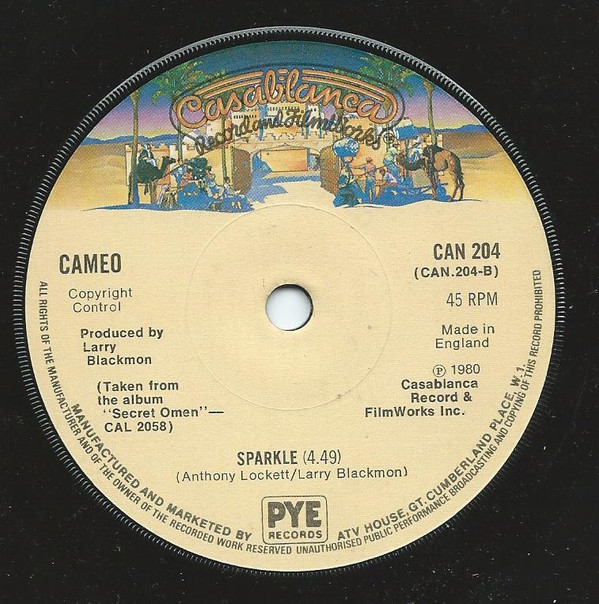 Casablanca
Record and FilmWorks
CAMEO
CAN 204
(CAN.204-B)
Copyright
Control
45 RPM
Produced by
Larry
Blackmon
Made in
England
(Taken from
the album
"Secret Omen"—
CAL 2058)
℗ 1980
Casablanca
Record &
FilmWorks Inc.
SPARKLE (4.49)
(Anthony Lockett/Larry Blackmon)
PYE
RECORDS
MANUFACTURED AND MARKETED BY
ATV HOUSE, GT. CUMBERLAND PLACE, W.1.
ALL RIGHTS OF THE MANUFACTURER AND OF THE OWNER OF THE RECORDED WORK RESERVED UNAUTHORISED PUBLIC PERFORMANCE BROADCASTING AND COPYING OF THIS RECORD PROHIBITED